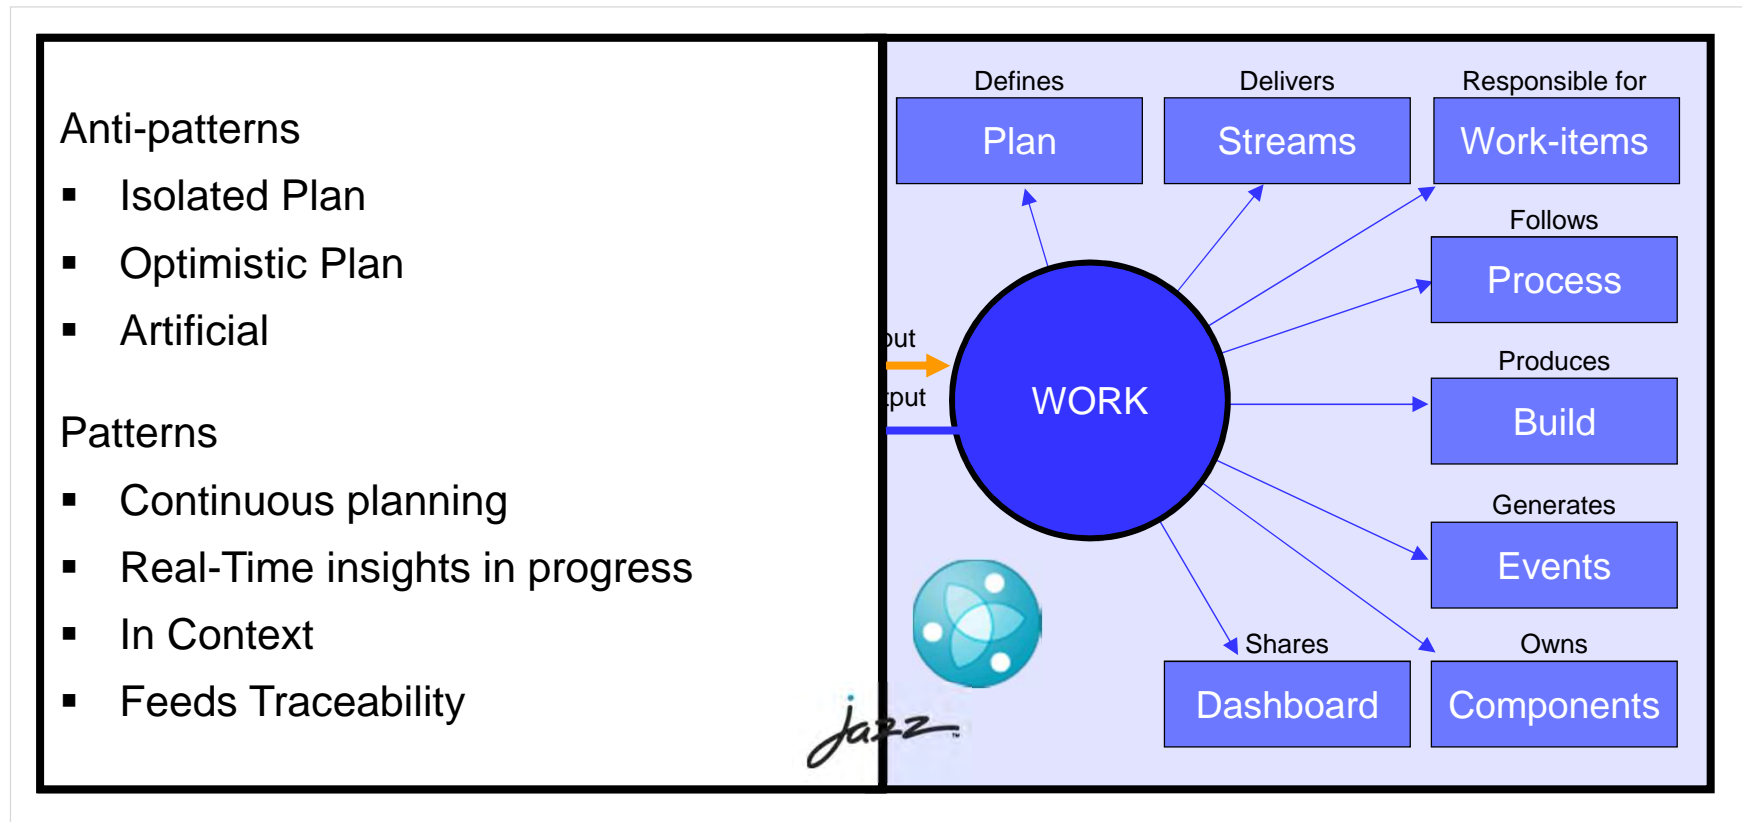 Anti-patterns
▪ Isolated Plan
▪ Optimistic Plan
▪ Artificial
Patterns
▪ Continuous planning
▪ Real-Time insights in progress
▪ In Context
▪ Feeds Traceability
jazz™
Defines
Plan
Delivers
Streams
Responsible for
Work-items
Follows
Process
Produces
Build
Generates
Events
Owns
Components
Shares
Dashboard
WORK